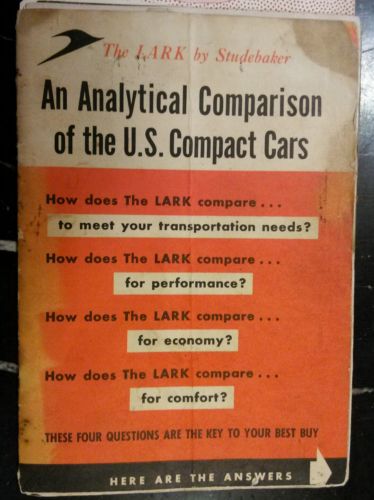 The LARK by Studebaker
An Analytical Comparison
of the U.S. Compact Cars
How does The LARK compare...
to meet your transportation needs?
How does The LARK compare...
for performance?
How does The LARK compare...
for economy?
How does The LARK compare...
for comfort?
THESE FOUR QUESTIONS ARE THE KEY TO YOUR BEST BUY
HERE ARE THE ANSWERS